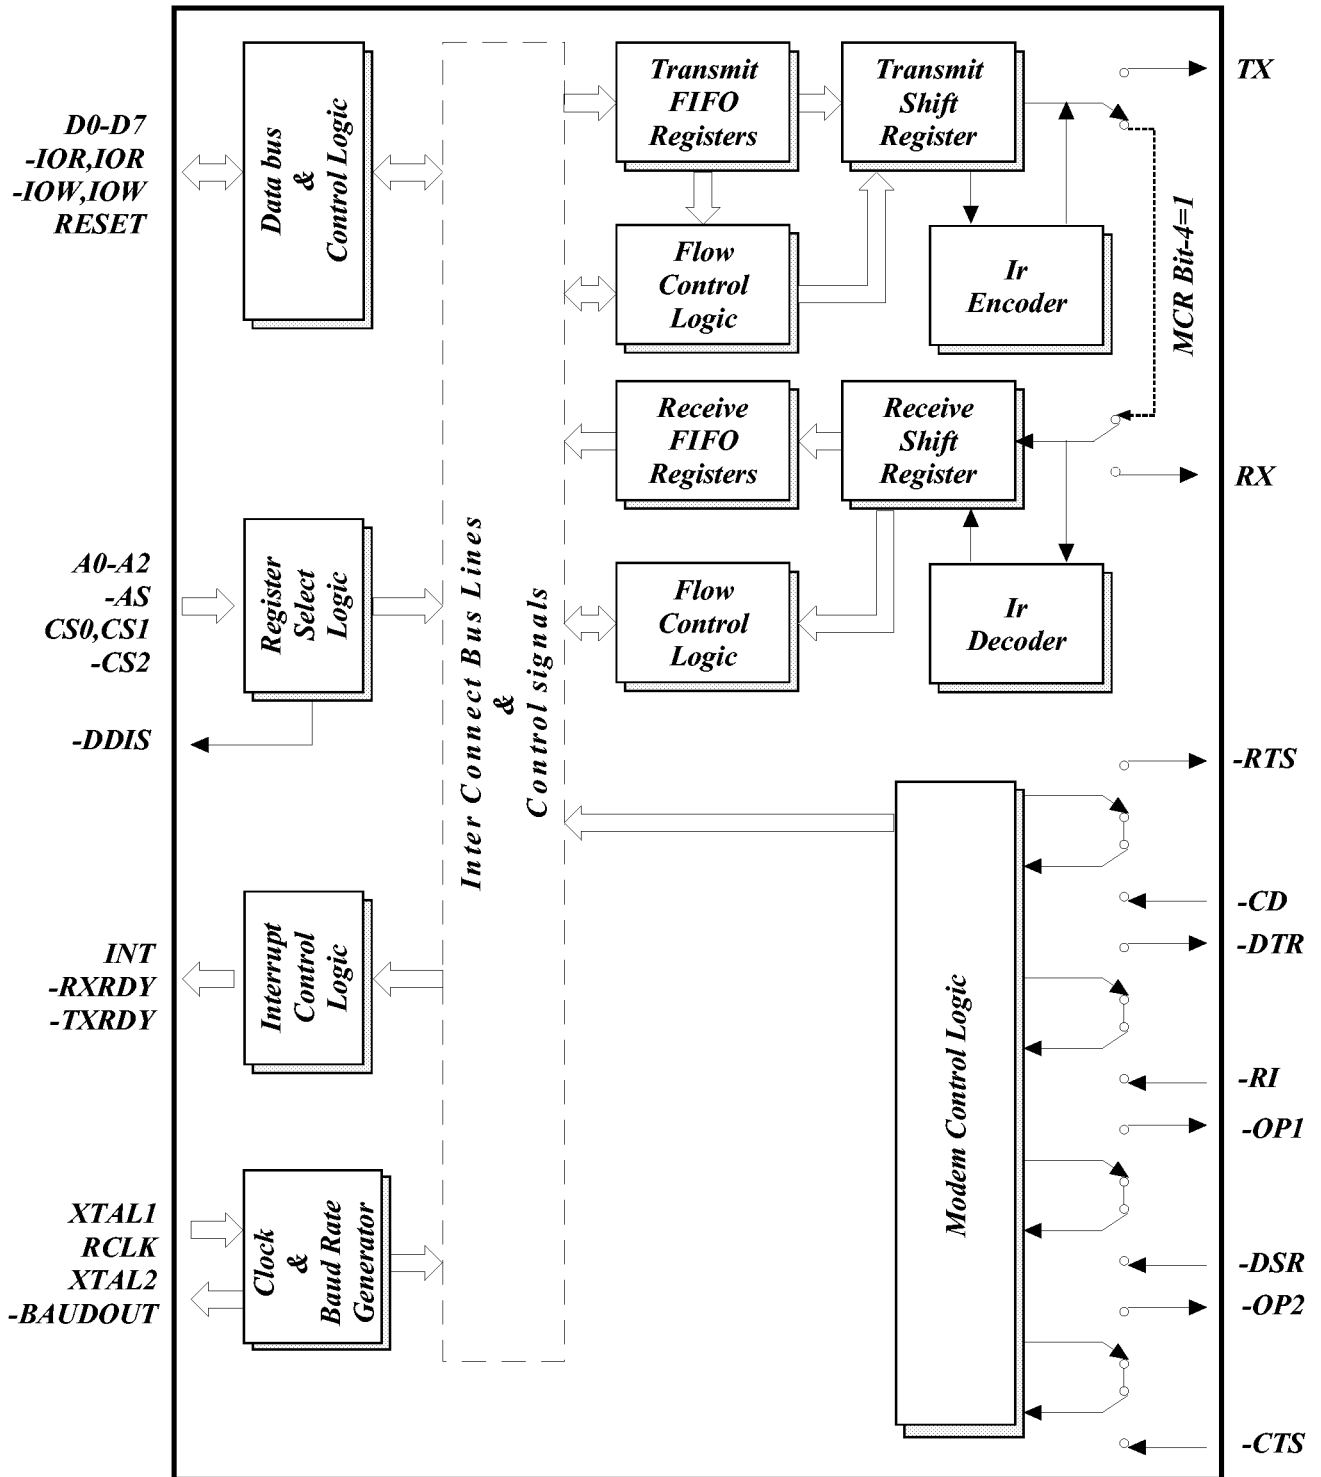 D0-D7
-IOR,IOR
-IOW,IOW
RESET
Data bus
&
Control Logic
A0-A2
-AS
CS0,CS1
-CS2
Register
Select
Logic
-DDIS
INT
-RXRDY
-TXRDY
Interrupt
Control
Logic
XTAL1
RCLK
XTAL2
-BAUDOUT
Clock
&
Baud Rate
Generator
Inter Connect Bus Lines
&
Control signals
Transmit
FIFO
Registers
Transmit
Shift
Register
Flow
Control
Logic
Ir
Encoder
Receive
FIFO
Registers
Receive
Shift
Register
Flow
Control
Logic
Ir
Decoder
MCR Bit-4=1
Modem Control Logic
TX
RX
-RTS
-CD
-DTR
-RI
-OP1
-DSR
-OP2
-CTS